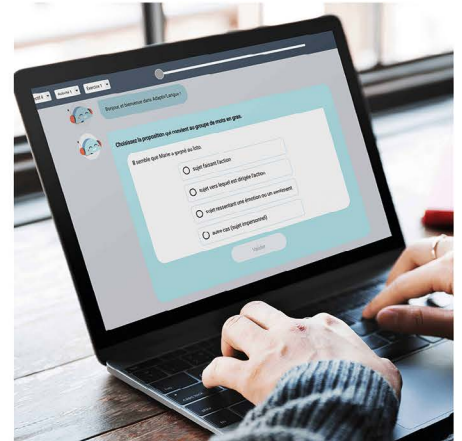 Activité 1
Exercice 1
Bonjour, et bienvenue dans Adaptiv'Langue !
Choisissez la proposition qui convient au groupe de mots en gras.
Il semble que Marie a gagné au loto.
sujet faisant l'action
sujet vers lequel est dirigée l'action
sujet ressentant une émotion ou un sentiment
autre cas (sujet impersonnel)
Valider